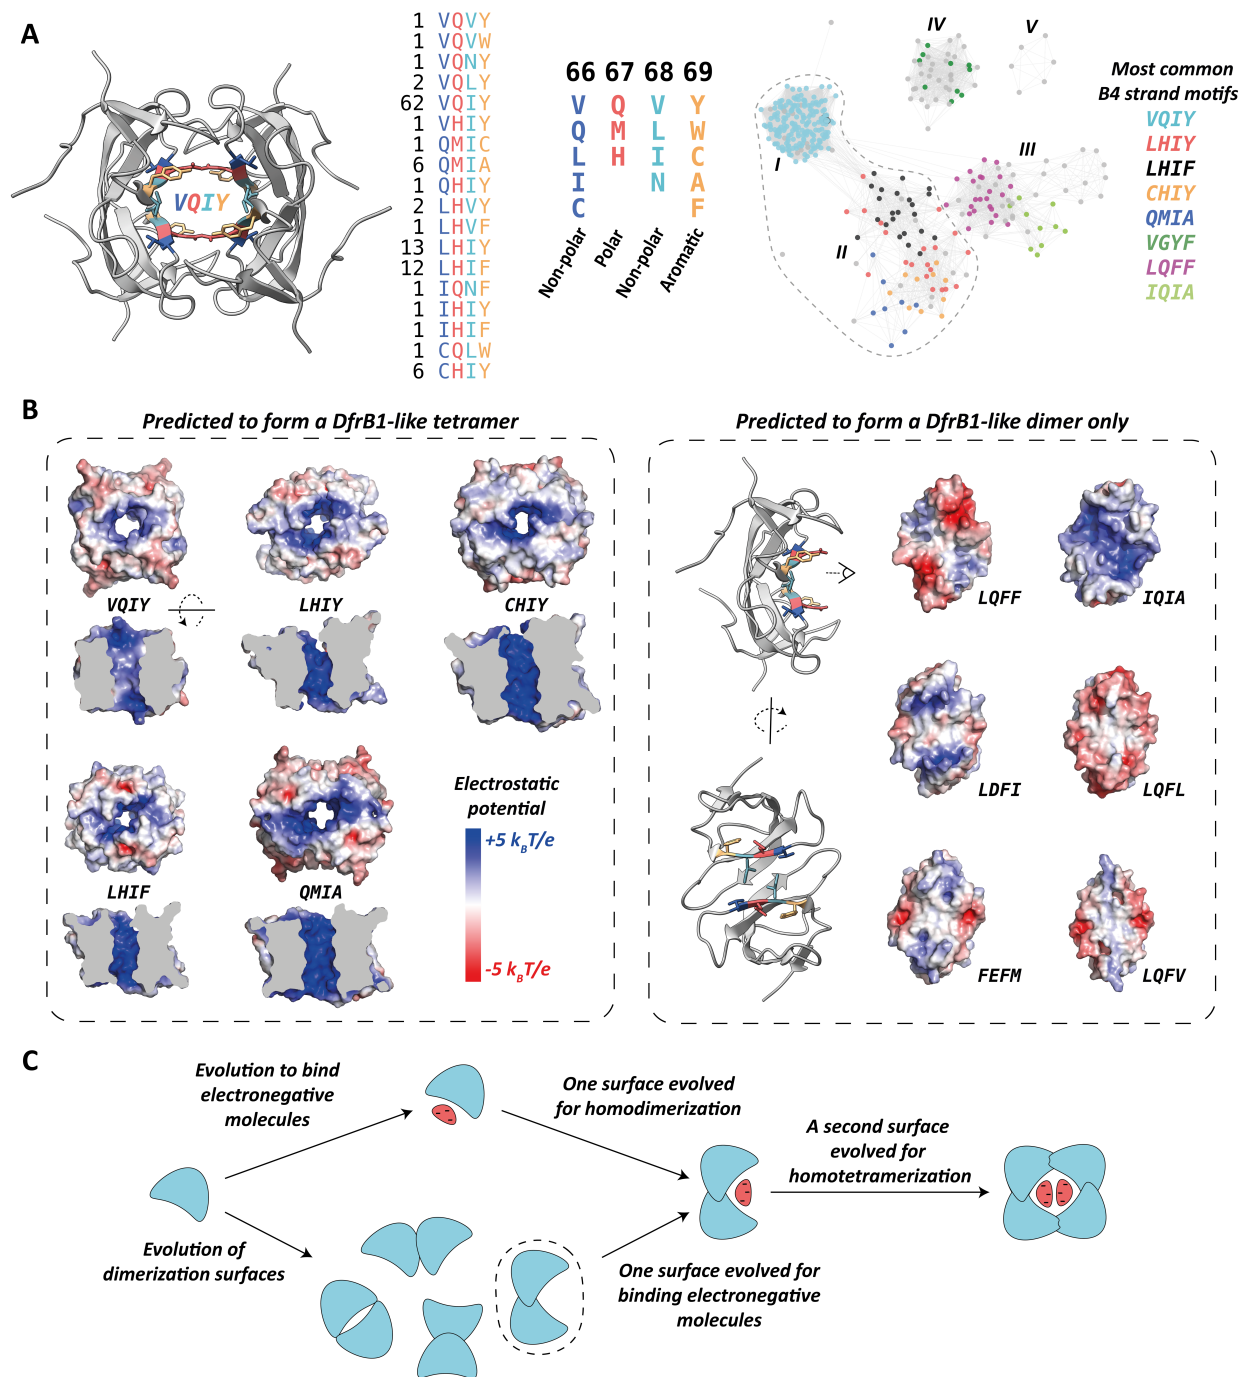 A
VQIY
1 VQVY
1 VQVW
1 VQNY
2 VQLY
62 VQIY
1 VHIY
1 QMIC
6 QMIA
1 QHIY
2 LHVY
1 LHVF
13 LHIY
12 LHIF
1 IQNF
1 IHIY
1 IHIF
1 CQLW
6 CHIY
66 67 68 69
V Q V Y
Q M L W
L H I C
I N A
C F
Non-polar
Polar
Non-polar
Aromatic
I
II
III
IV
V
Most common
B4 strand motifs
VQIY
LHIY
LHIF
CHIY
QMIA
VGYF
LQFF
IQIA
B
Predicted to form a DfrB1-like tetramer
VQIY
LHIY
CHIY
LHIF
QMIA
Electrostatic
potential
+5 kBT/e
-5 kBT/e
Predicted to form a DfrB1-like dimer only
LQFF
IQIA
LDFI
LQFL
FEFM
LQFV
C
Evolution to bind
electronegative
molecules
One surface evolved
for homodimerization
A second surface
evolved for
homotetramerization
Evolution of
dimerization surfaces
One surface evolved for
binding electronegative
molecules